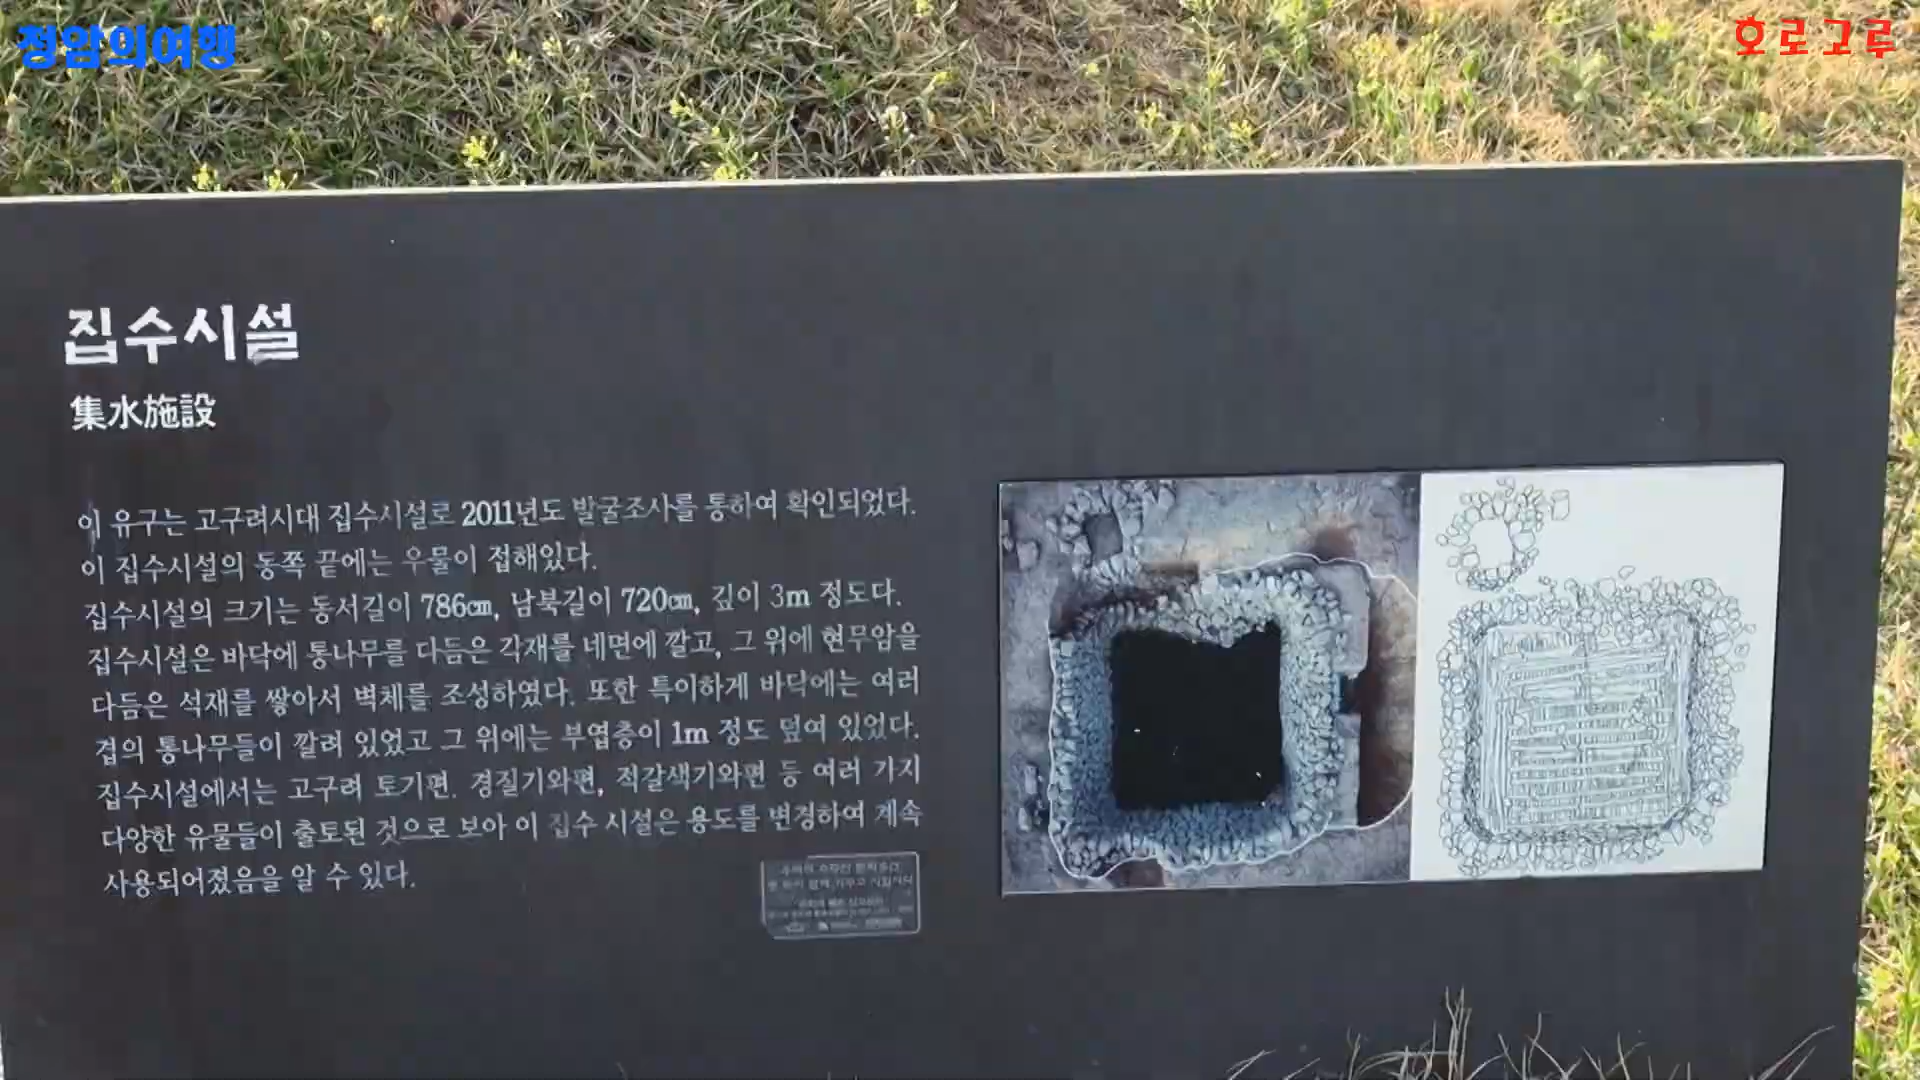 청암의여행
호로고루
집수시설
集水施設
이 유구는 고구려시대 집수시설로 2011년도 발굴조사를 통하여 확인되었다.
이 집수시설의 동쪽 끝에는 우물이 접해있다.
집수시설의 크기는 동서길이 786㎝, 남북길이 720㎝, 깊이 3m 정도다.
집수시설은 바닥에 통나무를 다듬은 각재를 네면에 깔고, 그 위에 현무암을
다듬은 석재를 쌓아서 벽체를 조성하였다. 또한 특이하게 바닥에는 여러
겹의 통나무들이 깔려 있었고 그 위에는 부엽층이 1m 정도 덮여 있었다.
집수시설에서는 고구려 토기편. 경질기와편, 적갈색기와편 등 여러 가지
다양한 유물들이 출토된 것으로 보아 이 집수 시설은 용도를 변경하여 계속
사용되어졌음을 알 수 있다.